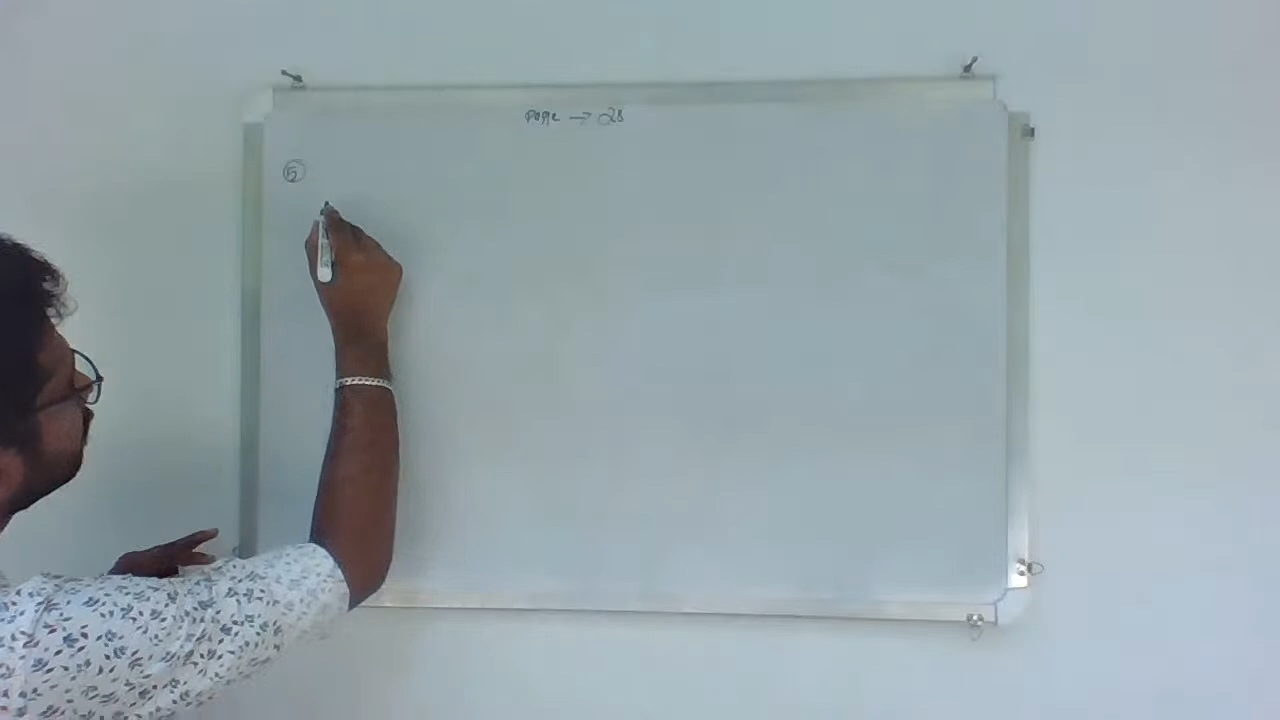 page → 28
⑤